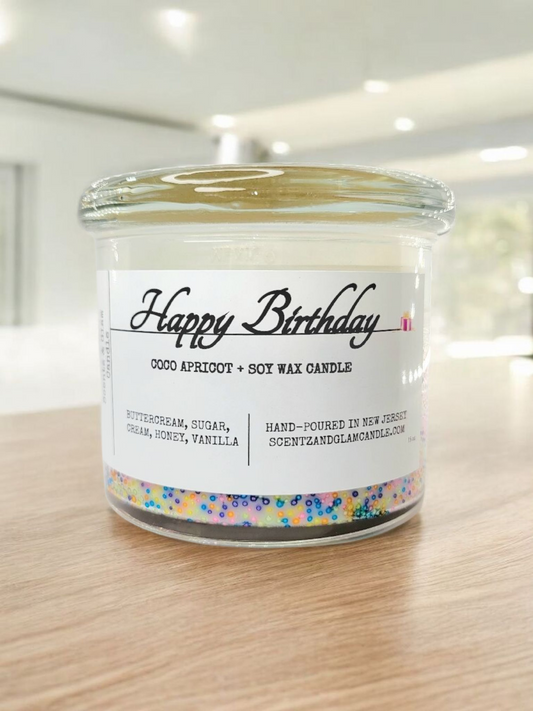 Happy Birthday
COCO APRICOT + SOY WAX CANDLE
BUTTERCREAM, SUGAR,
CREAM, HONEY, VANILLA
HAND-POURED IN NEW JERSEY
SCENTZANDGLAMCANDLE.COM
Candle